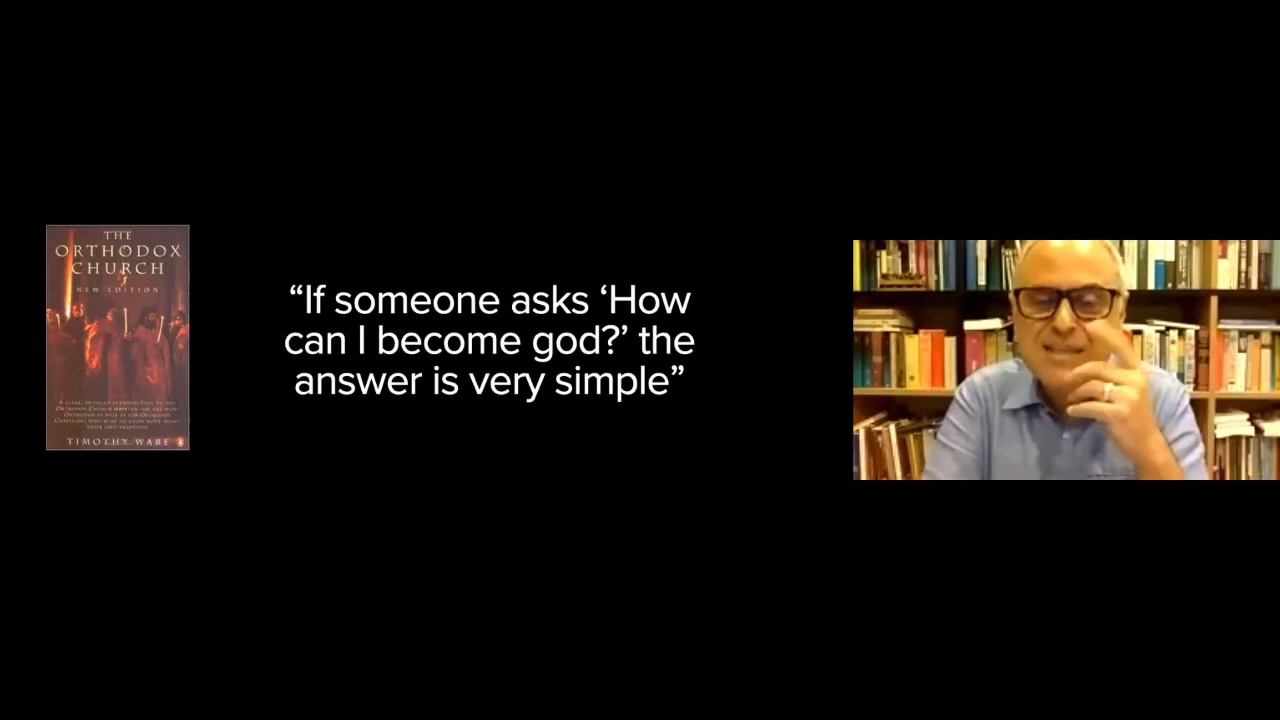 THE
ORTHODOX
CHURCH
NEW EDITION
TIMOTHY WARE
“If someone asks ‘How
can I become god?’ the
answer is very simple”